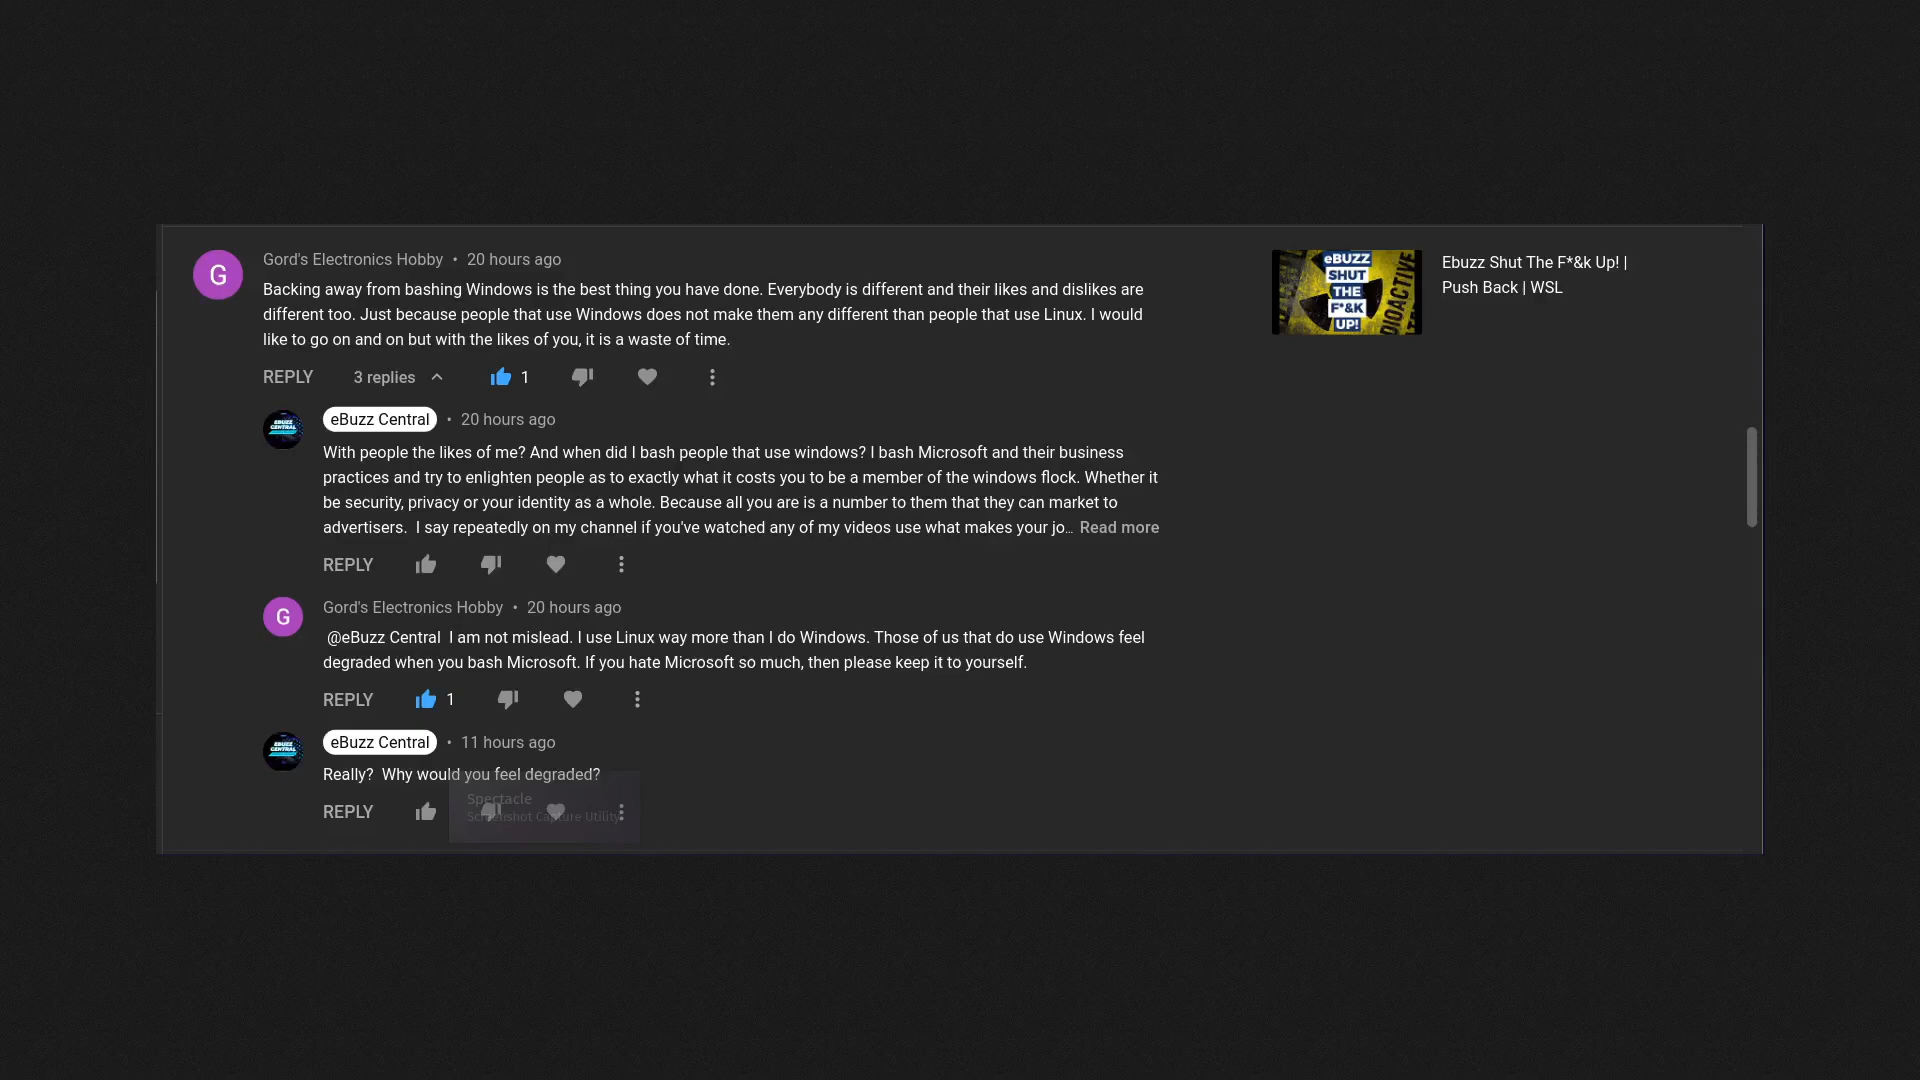 G
Gord's Electronics Hobby • 20 hours ago
Backing away from bashing Windows is the best thing you have done. Everybody is different and their likes and dislikes are
different too. Just because people that use Windows does not make them any different than people that use Linux. I would
like to go on and on but with the likes of you, it is a waste of time.
REPLY 3 replies 1
eBUZZ
SHUT
THE
F*&K
UP!
DIOACTIVE
Ebuzz Shut The F*&k Up! |
Push Back | WSL
EBUZZ
CENTRAL
eBuzz Central • 20 hours ago
With people the likes of me? And when did I bash people that use windows? I bash Microsoft and their business
practices and try to enlighten people as to exactly what it costs you to be a member of the windows flock. Whether it
be security, privacy or your identity as a whole. Because all you are is a number to them that they can market to
advertisers.  I say repeatedly on my channel if you've watched any of my videos use what makes your jo... Read more
REPLY
G
Gord's Electronics Hobby • 20 hours ago
@eBuzz Central  I am not mislead. I use Linux way more than I do Windows. Those of us that do use Windows feel
degraded when you bash Microsoft. If you hate Microsoft so much, then please keep it to yourself.
REPLY 1
EBUZZ
CENTRAL
eBuzz Central • 11 hours ago
Really?  Why would you feel degraded?
Spectacle
Screenshot Capture Utility
REPLY